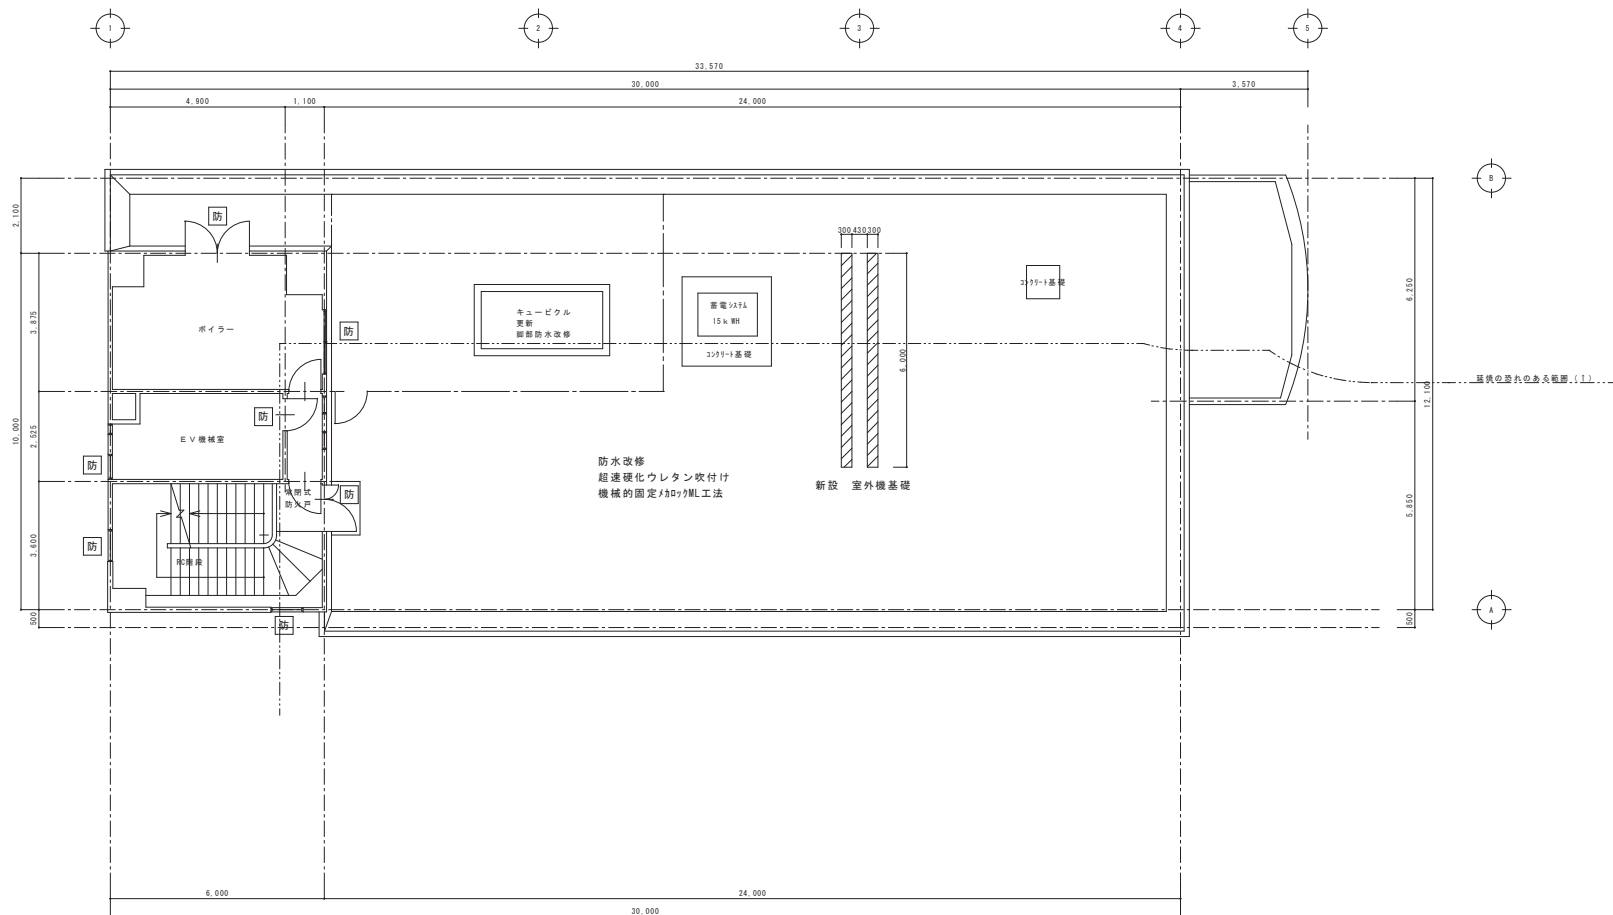 1
2
3
4
5
33,570
30,000
3,570
4,900
1,100
24,000
B
2,100
防
300
430
300
コンクリート基礎
6,250
キュービクル
更新
脚部防水改修
蓄電システム
15k WH
コンクリート基礎
ボイラー
防
3,875
6,000
延焼の恐れのある範囲 (1)
12,100
防
10,000
2,525
EV機械室
防水改修
超速硬化ウレタン吹付け
機械的固定メカロックML工法
新設 室外機基礎
防
常閉式
防火戸
防
5,850
3,600
防
RC階段
A
500
防
500
6,000
24,000
30,000